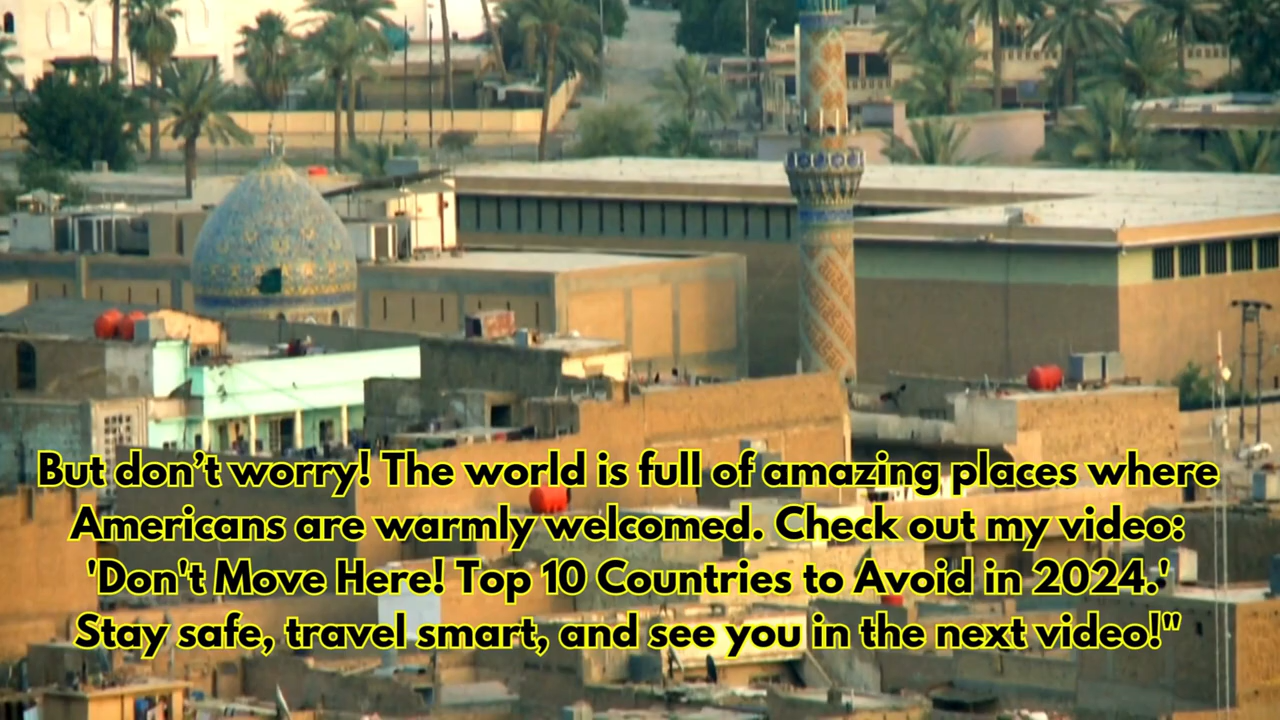 But don’t worry! The world is full of amazing places where
Americans are warmly welcomed. Check out my video:
'Don't Move Here! Top 10 Countries to Avoid in 2024.'
Stay safe, travel smart, and see you in the next video!"